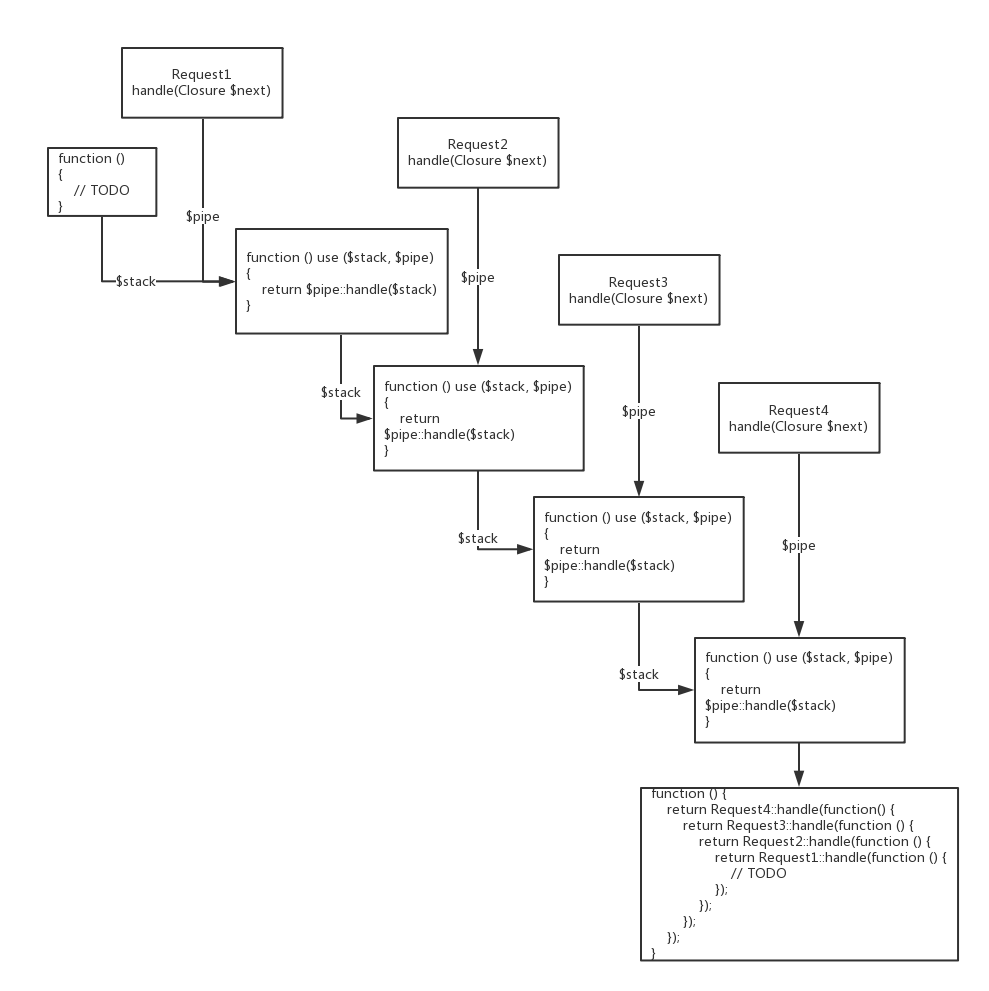 Request1
handle(Closure $next)
function ()
{
// TODO
}
$pipe
$stack
Request2
handle(Closure $next)
function () use ($stack, $pipe)
{
return $pipe::handle($stack)
}
$pipe
$stack
Request3
handle(Closure $next)
function () use ($stack, $pipe)
{
return
$pipe::handle($stack)
}
$pipe
$stack
Request4
handle(Closure $next)
function () use ($stack, $pipe)
{
return
$pipe::handle($stack)
}
$pipe
$stack
function () use ($stack, $pipe)
{
return
$pipe::handle($stack)
}
function () {
return Request4::handle(function() {
return Request3::handle(function () {
return Request2::handle(function () {
return Request1::handle(function () {
// TODO
});
});
});
});
}